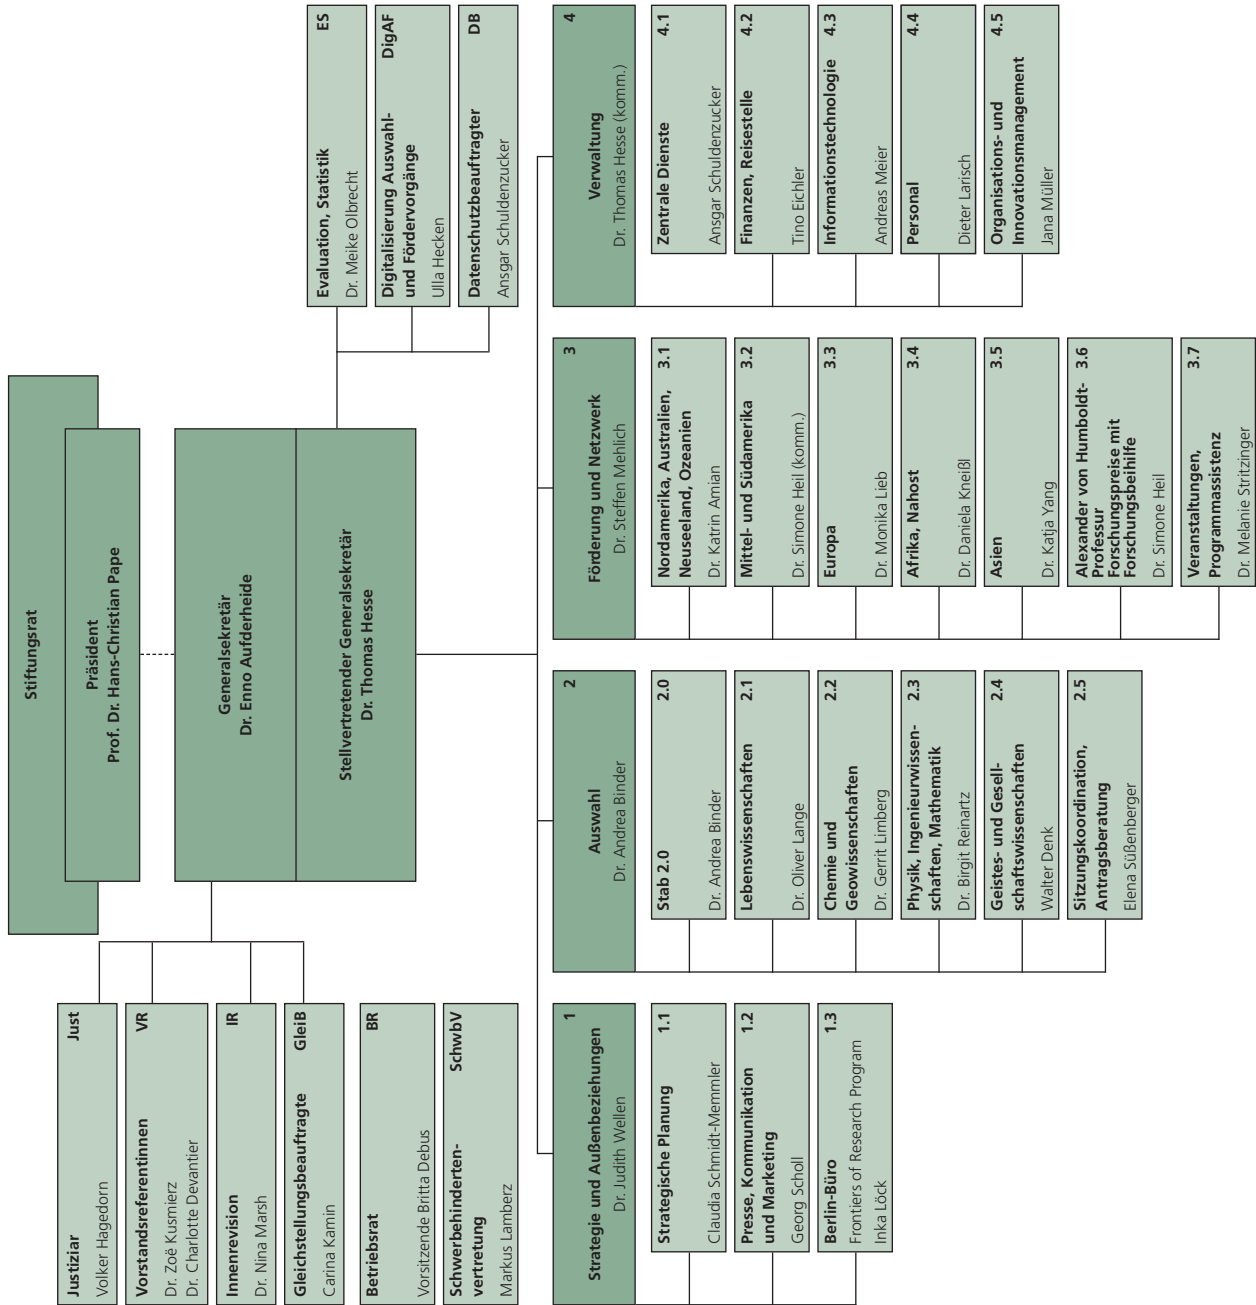 Stiftungsrat
Präsident
Prof. Dr. Hans-Christian Pape
Generalsekretär
Dr. Enno Aufderheide
Stellvertretender Generalsekretär
Dr. Thomas Hesse
Justiziar Just
Volker Hagedorn
Vorstandsreferentinnen VR
Dr. Zoë Kusmierz
Dr. Charlotte Devantier
Innenrevision IR
Dr. Nina Marsh
Gleichstellungsbeauftragte GleiB
Carina Kamin
Betriebsrat BR
Vorsitzende Britta Debus
Schwerbehinderten- SchwbV
vertretung
Markus Lamberz
Evaluation, Statistik ES
Dr. Meike Olbrecht
Digitalisierung Auswahl- DigAF
und Fördervorgänge
Ulla Hecken
Datenschutzbeauftragter DB
Ansgar Schuldenzucker
Strategie und Außenbeziehungen 1
Dr. Judith Wellen
Strategische Planung 1.1
Claudia Schmidt-Memmler
Presse, Kommunikation 1.2
und Marketing
Georg Scholl
Berlin-Büro 1.3
Frontiers of Research Program
Inka Löck
Auswahl 2
Dr. Andrea Binder
Stab 2.0 2.0
Dr. Andrea Binder
Lebenswissenschaften 2.1
Dr. Oliver Lange
Chemie und 2.2
Geowissenschaften
Dr. Gerrit Limberg
Physik, Ingenieurwissen- 2.3
schaften, Mathematik
Dr. Birgit Reinartz
Geistes- und Gesell- 2.4
schaftswissenschaften
Walter Denk
Sitzungskoordination, 2.5
Antragsberatung
Elena Süßenberger
Förderung und Netzwerk 3
Dr. Steffen Mehlich
Nordamerika, Australien, 3.1
Neuseeland, Ozeanien
Dr. Katrin Amian
Mittel- und Südamerika 3.2
Dr. Simone Heil (komm.)
Europa 3.3
Dr. Monika Lieb
Afrika, Nahost 3.4
Dr. Daniela Kneißl
Asien 3.5
Dr. Katja Yang
Alexander von Humboldt- 3.6
Professur
Forschungspreise mit
Forschungsbeihilfe
Dr. Simone Heil
Veranstaltungen, 3.7
Programmassistenz
Dr. Melanie Stritzinger
Verwaltung 4
Dr. Thomas Hesse (komm.)
Zentrale Dienste 4.1
Ansgar Schuldenzucker
Finanzen, Reisestelle 4.2
Tino Eichler
Informationstechnologie 4.3
Andreas Meier
Personal 4.4
Dieter Larisch
Organisations- und 4.5
Innovationsmanagement
Jana Müller